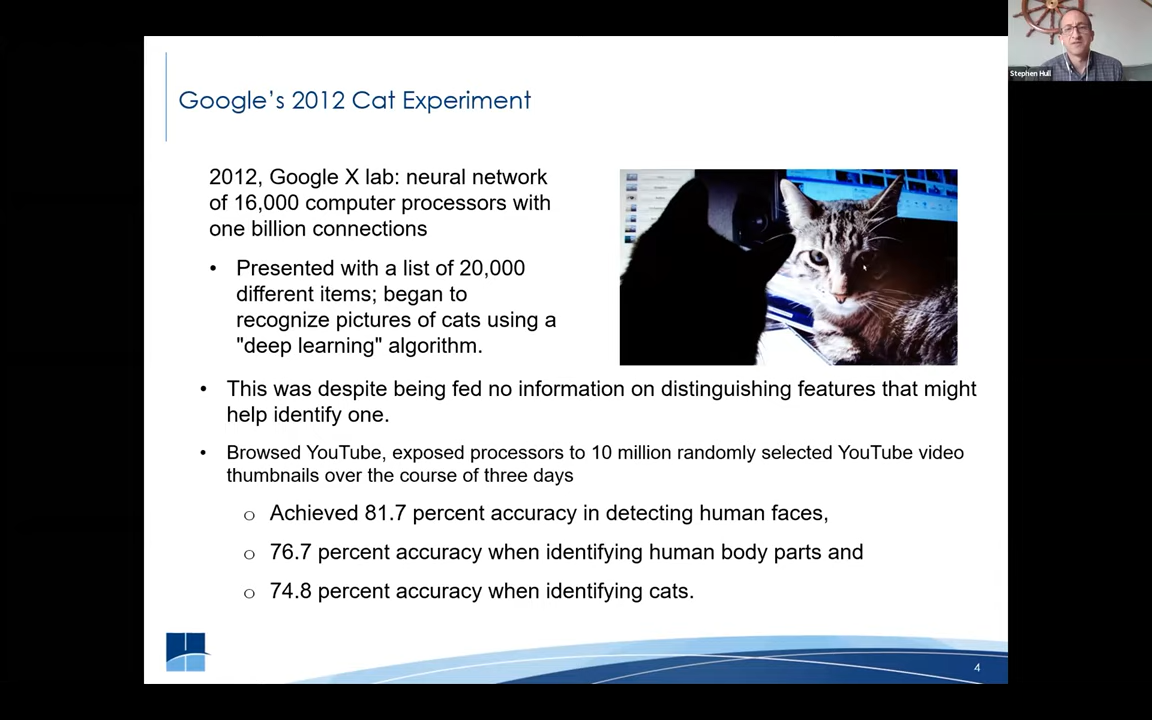 Stephen Hull
Google's 2012 Cat Experiment
2012, Google X lab: neural network
of 16,000 computer processors with
one billion connections
• Presented with a list of 20,000
different items; began to
recognize pictures of cats using a
"deep learning" algorithm.
• This was despite being fed no information on distinguishing features that might
help identify one.
• Browsed YouTube, exposed processors to 10 million randomly selected YouTube video
thumbnails over the course of three days
o Achieved 81.7 percent accuracy in detecting human faces,
o 76.7 percent accuracy when identifying human body parts and
o 74.8 percent accuracy when identifying cats.
4